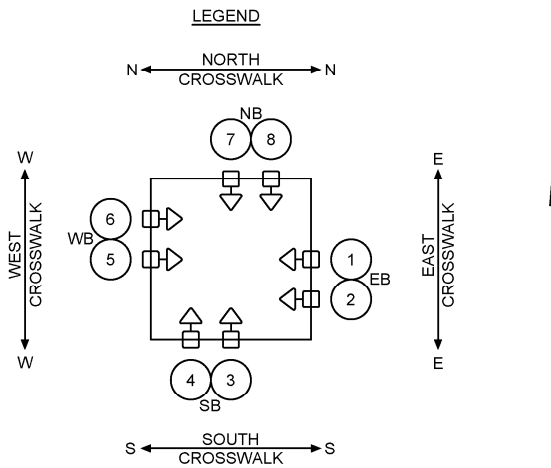 LEGEND
NORTH
N N
CROSSWALK
NB
7 8
W
E
6
WB
5
WEST
CROSSWALK
1
EB
2
EAST
CROSSWALK
4 3
SB
W
E
SOUTH
S S
CROSSWALK